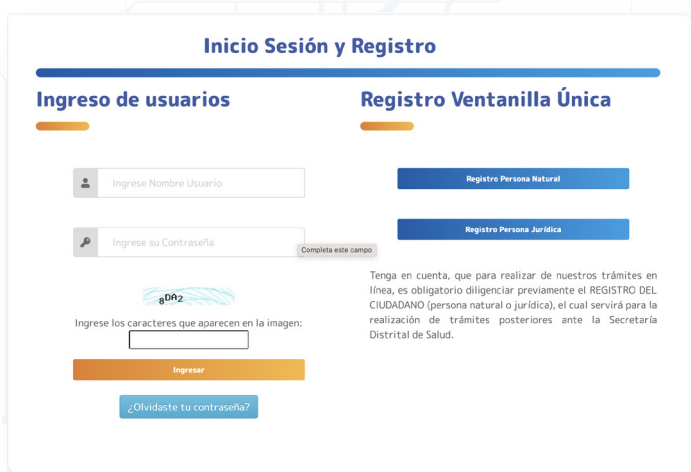 Inicio Sesión y Registro
Ingreso de usuarios
Ingrese Nombre Usuario
Ingrese su Contraseña
Completa este campo
8DA2
Ingrese los caracteres que aparecen en la imagen:
Ingresar
¿Olvidaste tu contraseña?
Registro Ventanilla Única
Registro Persona Natural
Registro Persona Jurídica
Tenga en cuenta, que para realizar de nuestros trámites en
línea, es obligatorio diligenciar previamente el REGISTRO DEL
CIUDADANO (persona natural o jurídica), el cual servirá para la
realización de trámites posteriores ante la Secretaría
Distrital de Salud.